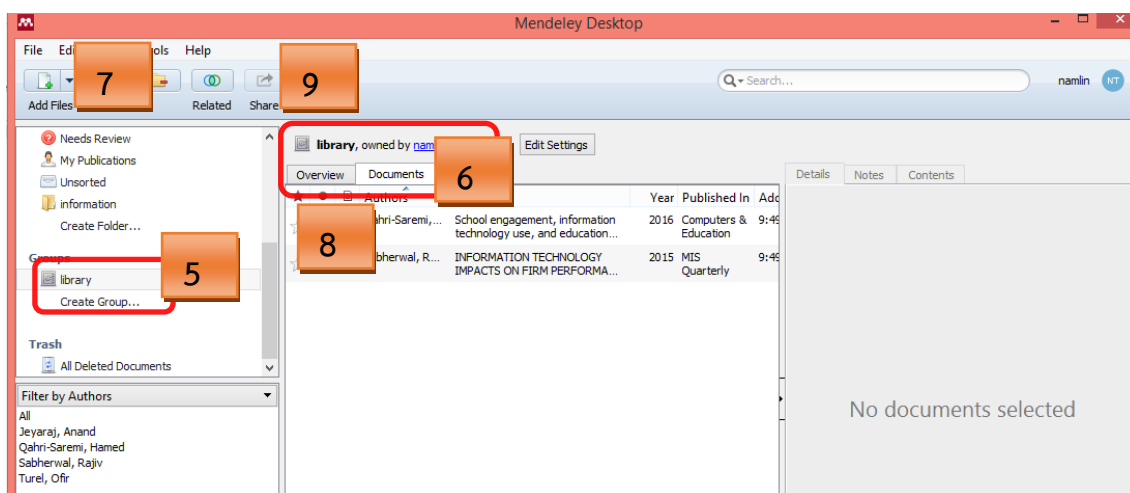 Mendeley Desktop
File Edi ols Help
7
9
Search...
namlin NT
Add Files Related Share
Needs Review
My Publications
Unsorted
information
Create Folder...
Groups
library
Create Group...
5
Trash
All Deleted Documents
Filter by Authors
All
Jeyaraj, Anand
Qahri-Saremi, Hamed
Sabherwal, Rajiv
Turel, Ofir
library, owned by nam Edit Settings
Overview Documents
6
Authors Year Published In Adc
8
hri-Saremi,... School engagement, information 2016 Computers & 9:49
technology use, and education... Education
bherwal, R... INFORMATION TECHNOLOGY 2015 MIS 9:49
IMPACTS ON FIRM PERFORMA... Quarterly
Details Notes Contents
No documents selected